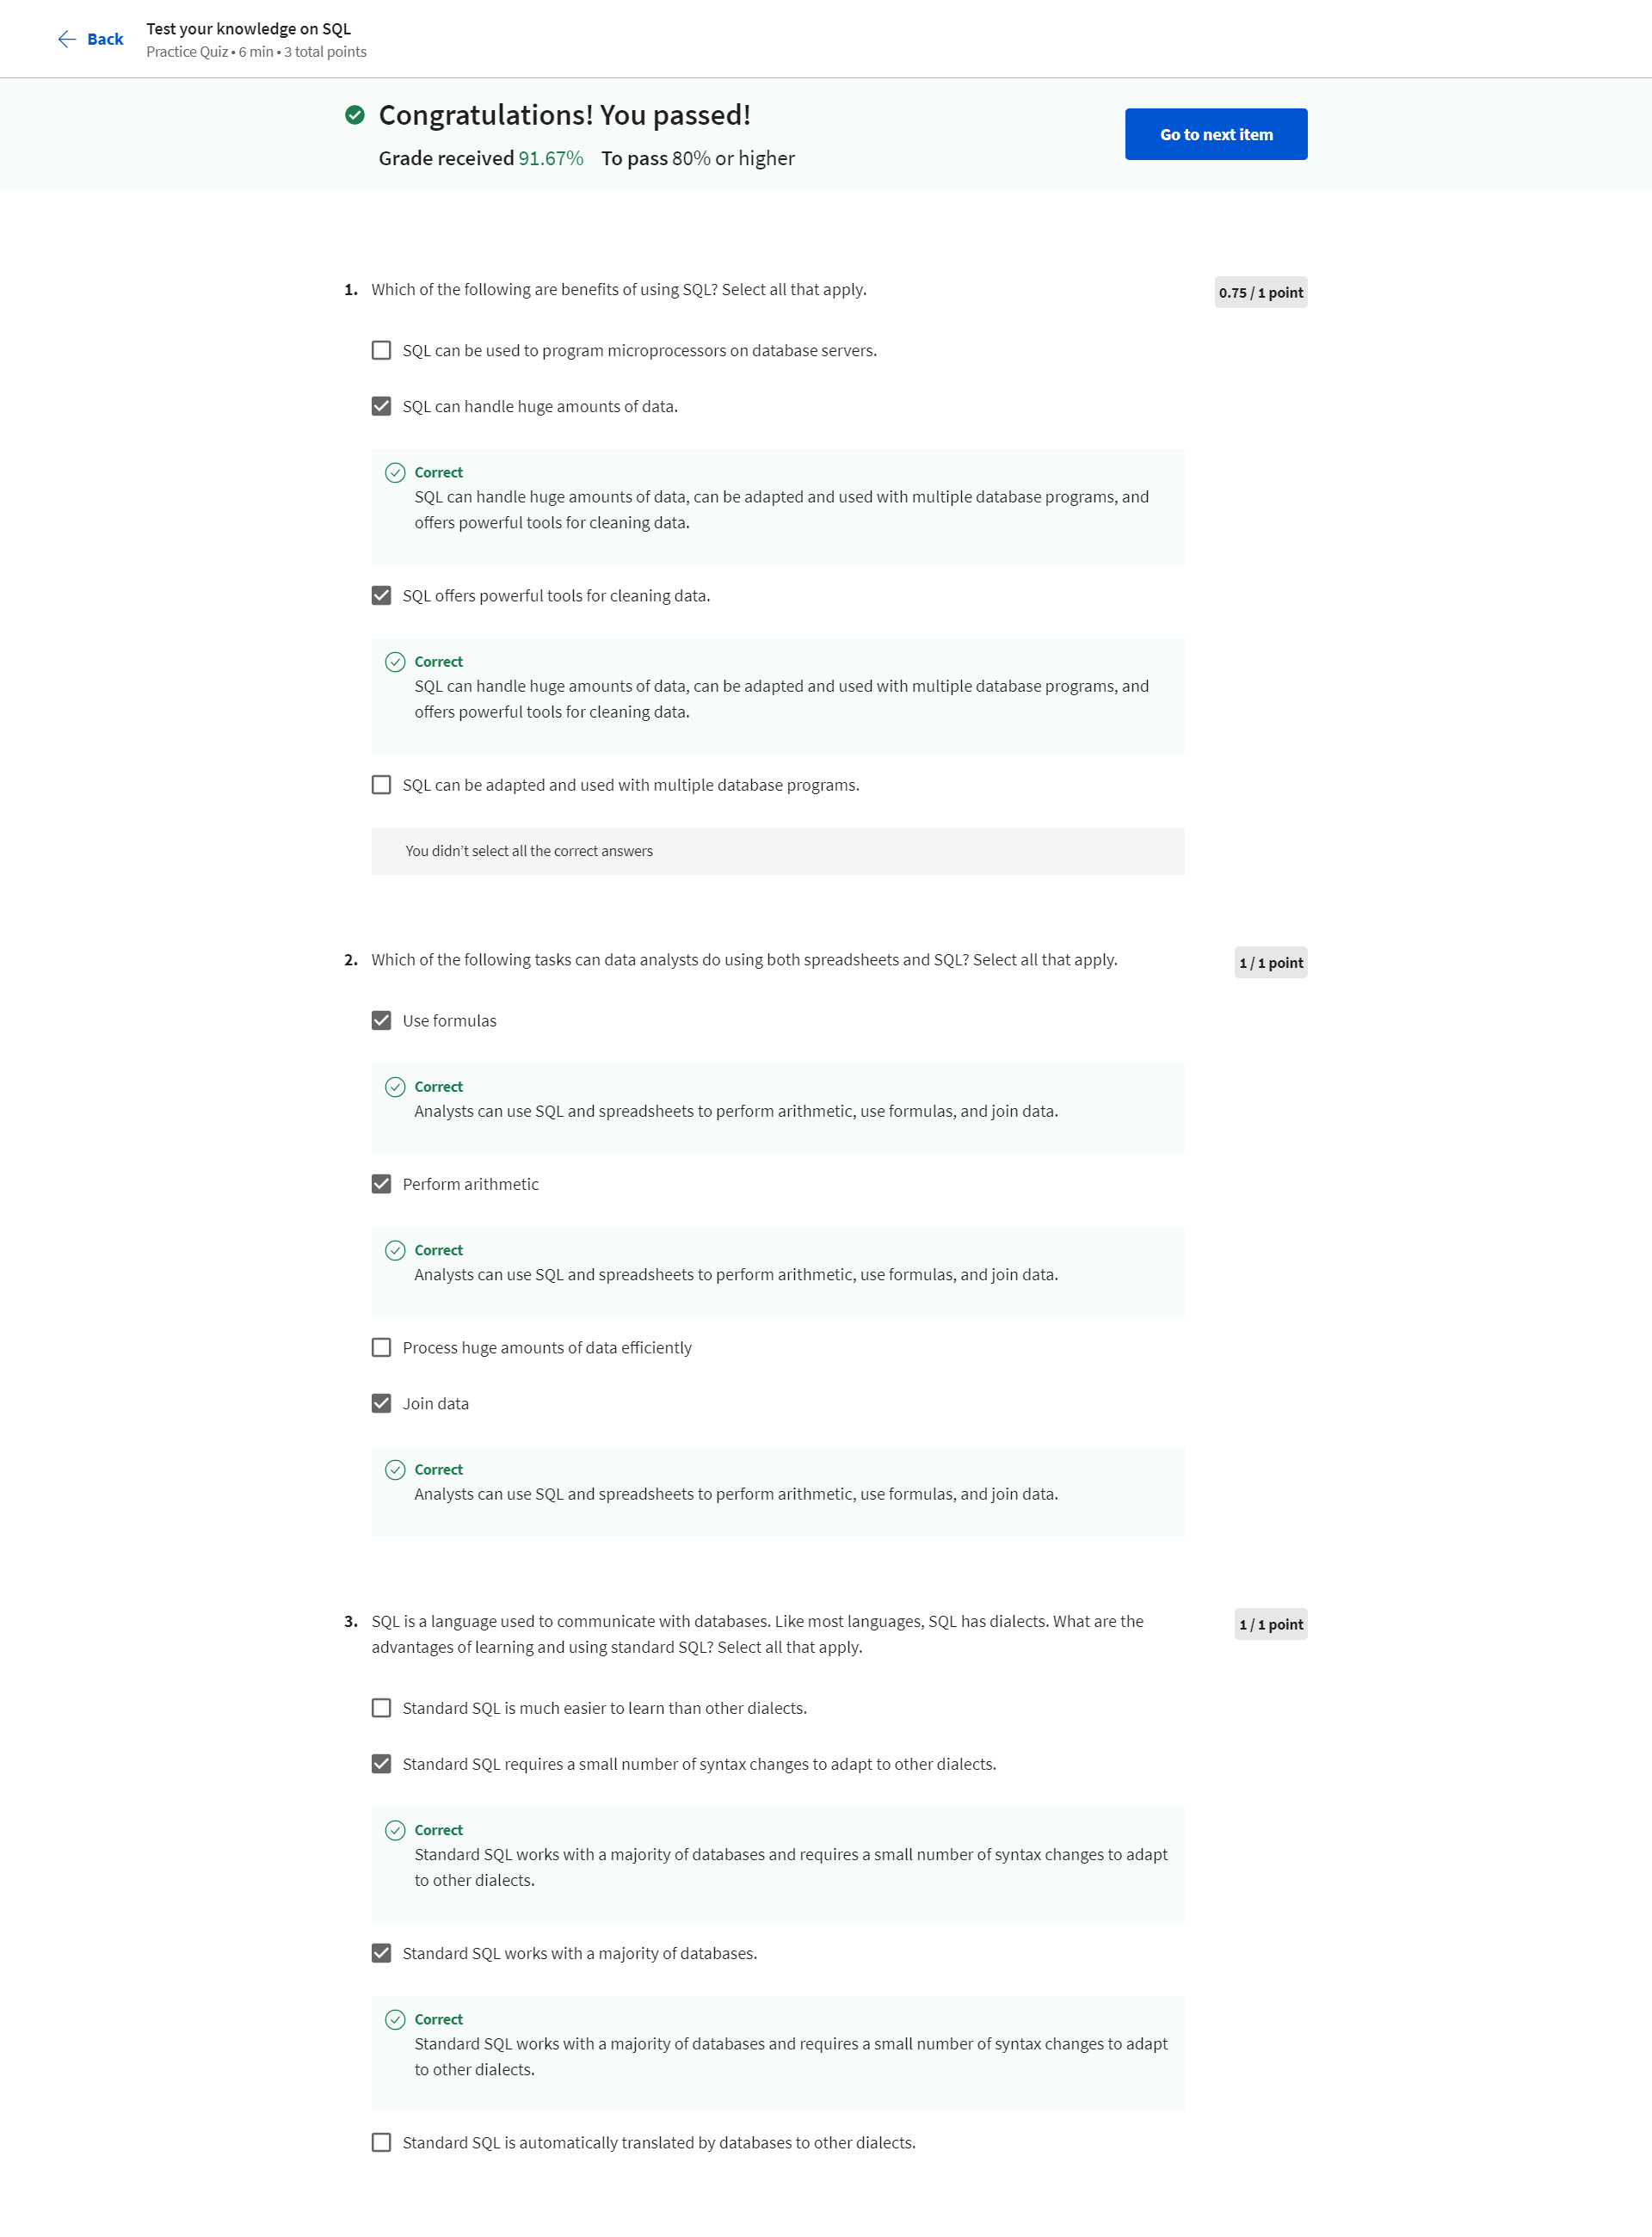 Back
Test your knowledge on SQL
Practice Quiz • 6 min • 3 total points
Congratulations! You passed!
Grade received 91.67% To pass 80% or higher
Go to next item
1. Which of the following are benefits of using SQL? Select all that apply.
0.75 / 1 point
SQL can be used to program microprocessors on database servers.
SQL can handle huge amounts of data.
Correct
SQL can handle huge amounts of data, can be adapted and used with multiple database programs, and
offers powerful tools for cleaning data.
SQL offers powerful tools for cleaning data.
Correct
SQL can handle huge amounts of data, can be adapted and used with multiple database programs, and
offers powerful tools for cleaning data.
SQL can be adapted and used with multiple database programs.
You didn’t select all the correct answers
2. Which of the following tasks can data analysts do using both spreadsheets and SQL? Select all that apply.
1 / 1 point
Use formulas
Correct
Analysts can use SQL and spreadsheets to perform arithmetic, use formulas, and join data.
Perform arithmetic
Correct
Analysts can use SQL and spreadsheets to perform arithmetic, use formulas, and join data.
Process huge amounts of data efficiently
Join data
Correct
Analysts can use SQL and spreadsheets to perform arithmetic, use formulas, and join data.
3. SQL is a language used to communicate with databases. Like most languages, SQL has dialects. What are the
advantages of learning and using standard SQL? Select all that apply.
1 / 1 point
Standard SQL is much easier to learn than other dialects.
Standard SQL requires a small number of syntax changes to adapt to other dialects.
Correct
Standard SQL works with a majority of databases and requires a small number of syntax changes to adapt
to other dialects.
Standard SQL works with a majority of databases.
Correct
Standard SQL works with a majority of databases and requires a small number of syntax changes to adapt
to other dialects.
Standard SQL is automatically translated by databases to other dialects.